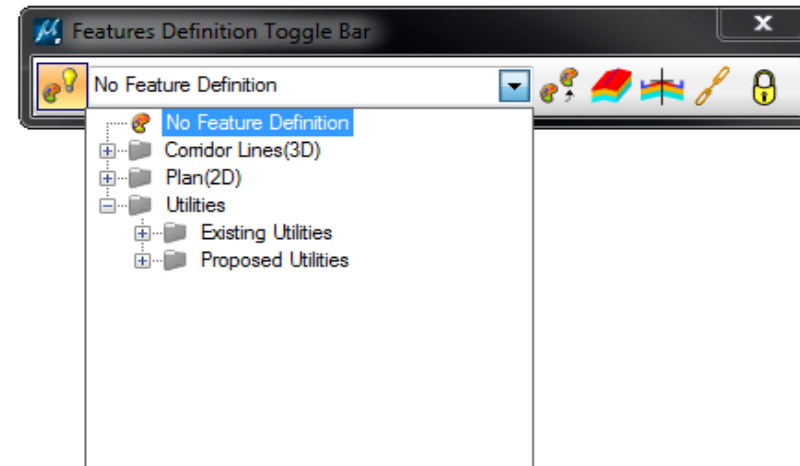 Features Definition Toggle Bar
No Feature Definition
No Feature Definition
Corridor Lines(3D)
Plan(2D)
Utilities
Existing Utilities
Proposed Utilities